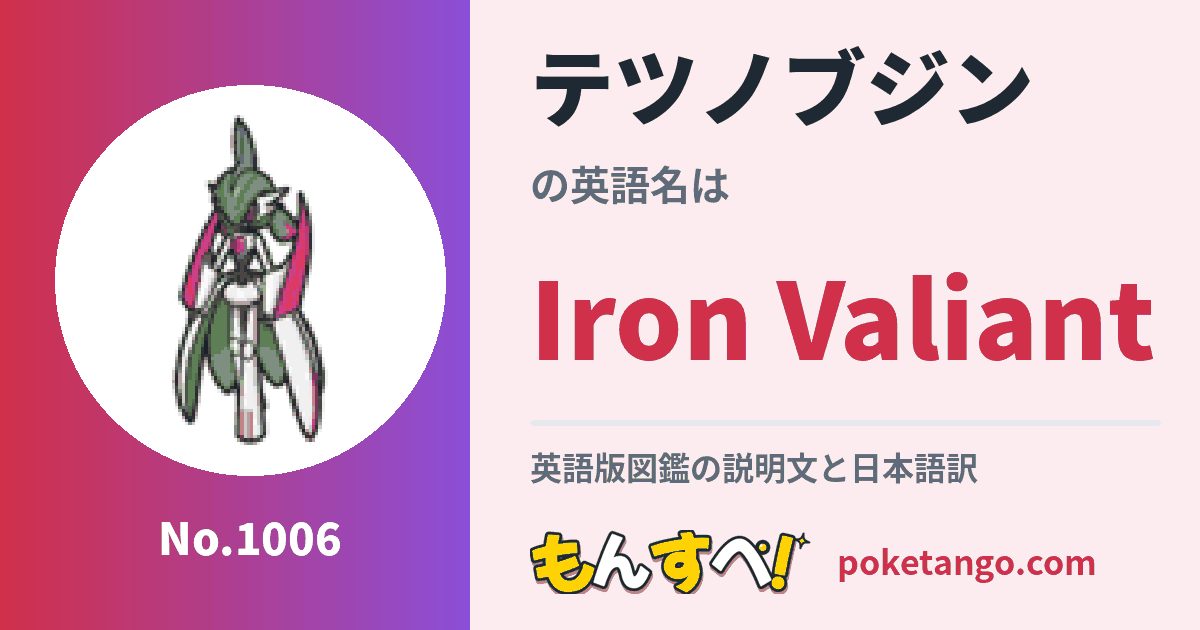 テツノブジン
の英語名は
Iron Valiant
英語版図鑑の説明文と日本語訳
もんすぺ!
poketango.com
No.1006